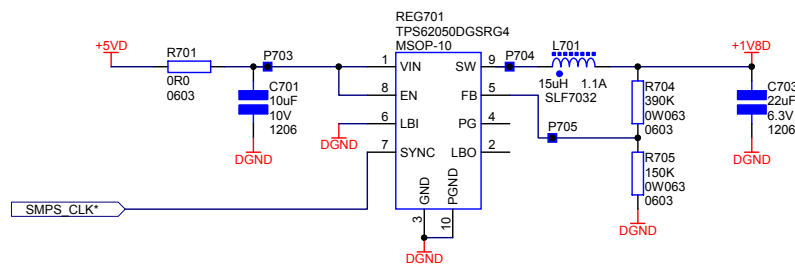 REG701
TPS62050DGSRG4
MSOP-10
+5VD
R701
0R0
0603
P703
C701
10uF
10V
1206
DGND
1 VIN
8 EN
6 LBI
7 SYNC
DGND
SW 9
FB 5
PG 4
LBO 2
GND
3
PGND
10
DGND
P704
L701
15uH 1.1A
SLF7032
P705
R704
390K
0W063
0603
R705
150K
0W063
0603
DGND
+1V8D
C703
22uF
6.3V
1206
DGND
SMPS_CLK*